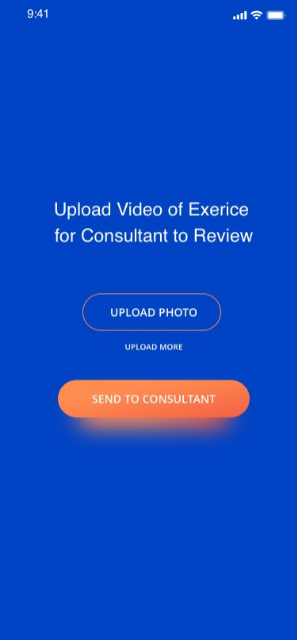 9:41
Upload Video of Exerice
for Consultant to Review
UPLOAD PHOTO
UPLOAD MORE
SEND TO CONSULTANT